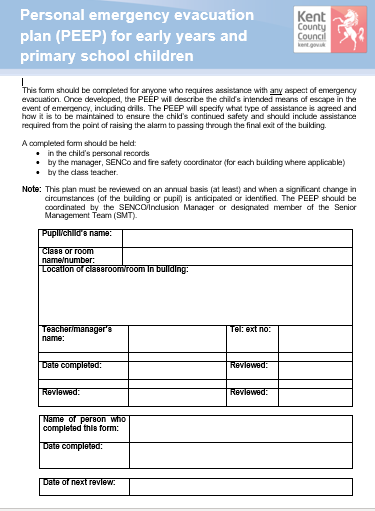 Personal emergency evacuation
plan (PEEP) for early years and
primary school children
Kent
County
Council
kent.gov.uk
This form should be completed for anyone who requires assistance with any aspect of emergency
evacuation. Once developed, the PEEP will describe the child's intended means of escape in the
event of emergency, including drills. The PEEP will specify what type of assistance is agreed and
how it is to be maintained to ensure the child's continued safety and should include assistance
required from the point of raising the alarm to passing through the final exit of the building.
A completed form should be held:
• in the child's personal records
• by the manager, SENCo and fire safety coordinator (for each building where applicable)
• by the class teacher.
Note: This plan must be reviewed on an annual basis (at least) and when a significant change in
circumstances (of the building or pupil) is anticipated or identified. The PEEP should be
coordinated by the SENCO/Inclusion Manager or designated member of the Senior
Management Team (SMT).
Pupil/child's name:
Class or room
name/number:
Location of classroom/room in building:
Teacher/manager's Tel: ext no:
name:
Date completed: Reviewed:
Reviewed: Reviewed:
Name of person who
completed this form:
Date completed:
Date of next review: